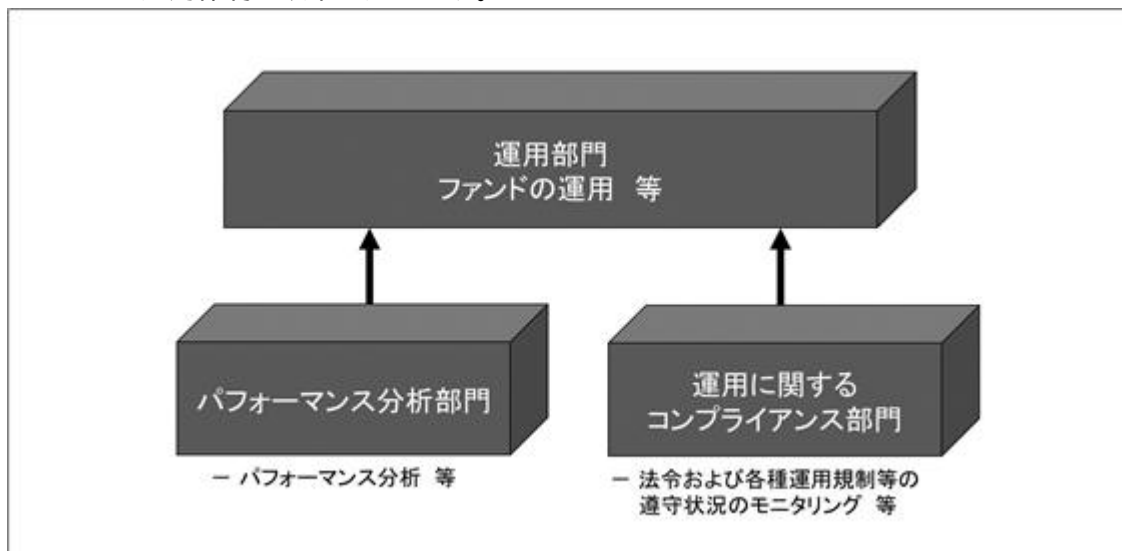 運用部門
ファンドの運用 等
パフォーマンス分析部門
－ パフォーマンス分析 等
運用に関する
コンプライアンス部門
－ 法令および各種運用規制等の
遵守状況のモニタリング 等